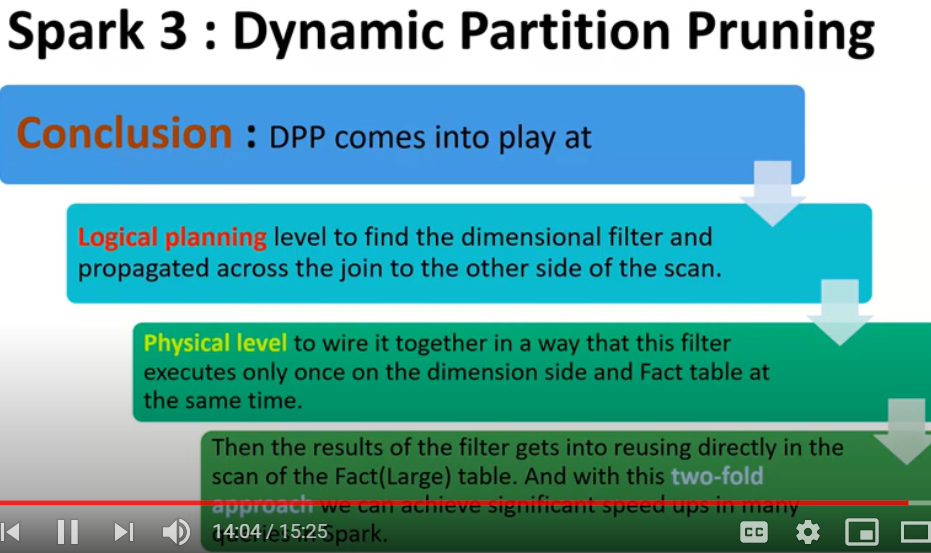 Spark 3 : Dynamic Partition Pruning
Conclusion : DPP comes into play at
Logical planning level to find the dimensional filter and
propagated across the join to the other side of the scan.
Physical level to wire it together in a way that this filter
executes only once on the dimension side and Fact table at
the same time.
Then the results of the filter gets into reusing directly in the
scan of the Fact(Large) table. And with this two-fold
approach we can achieve significant speed ups in many
queries in Spark.
14:04 / 15:25
CC